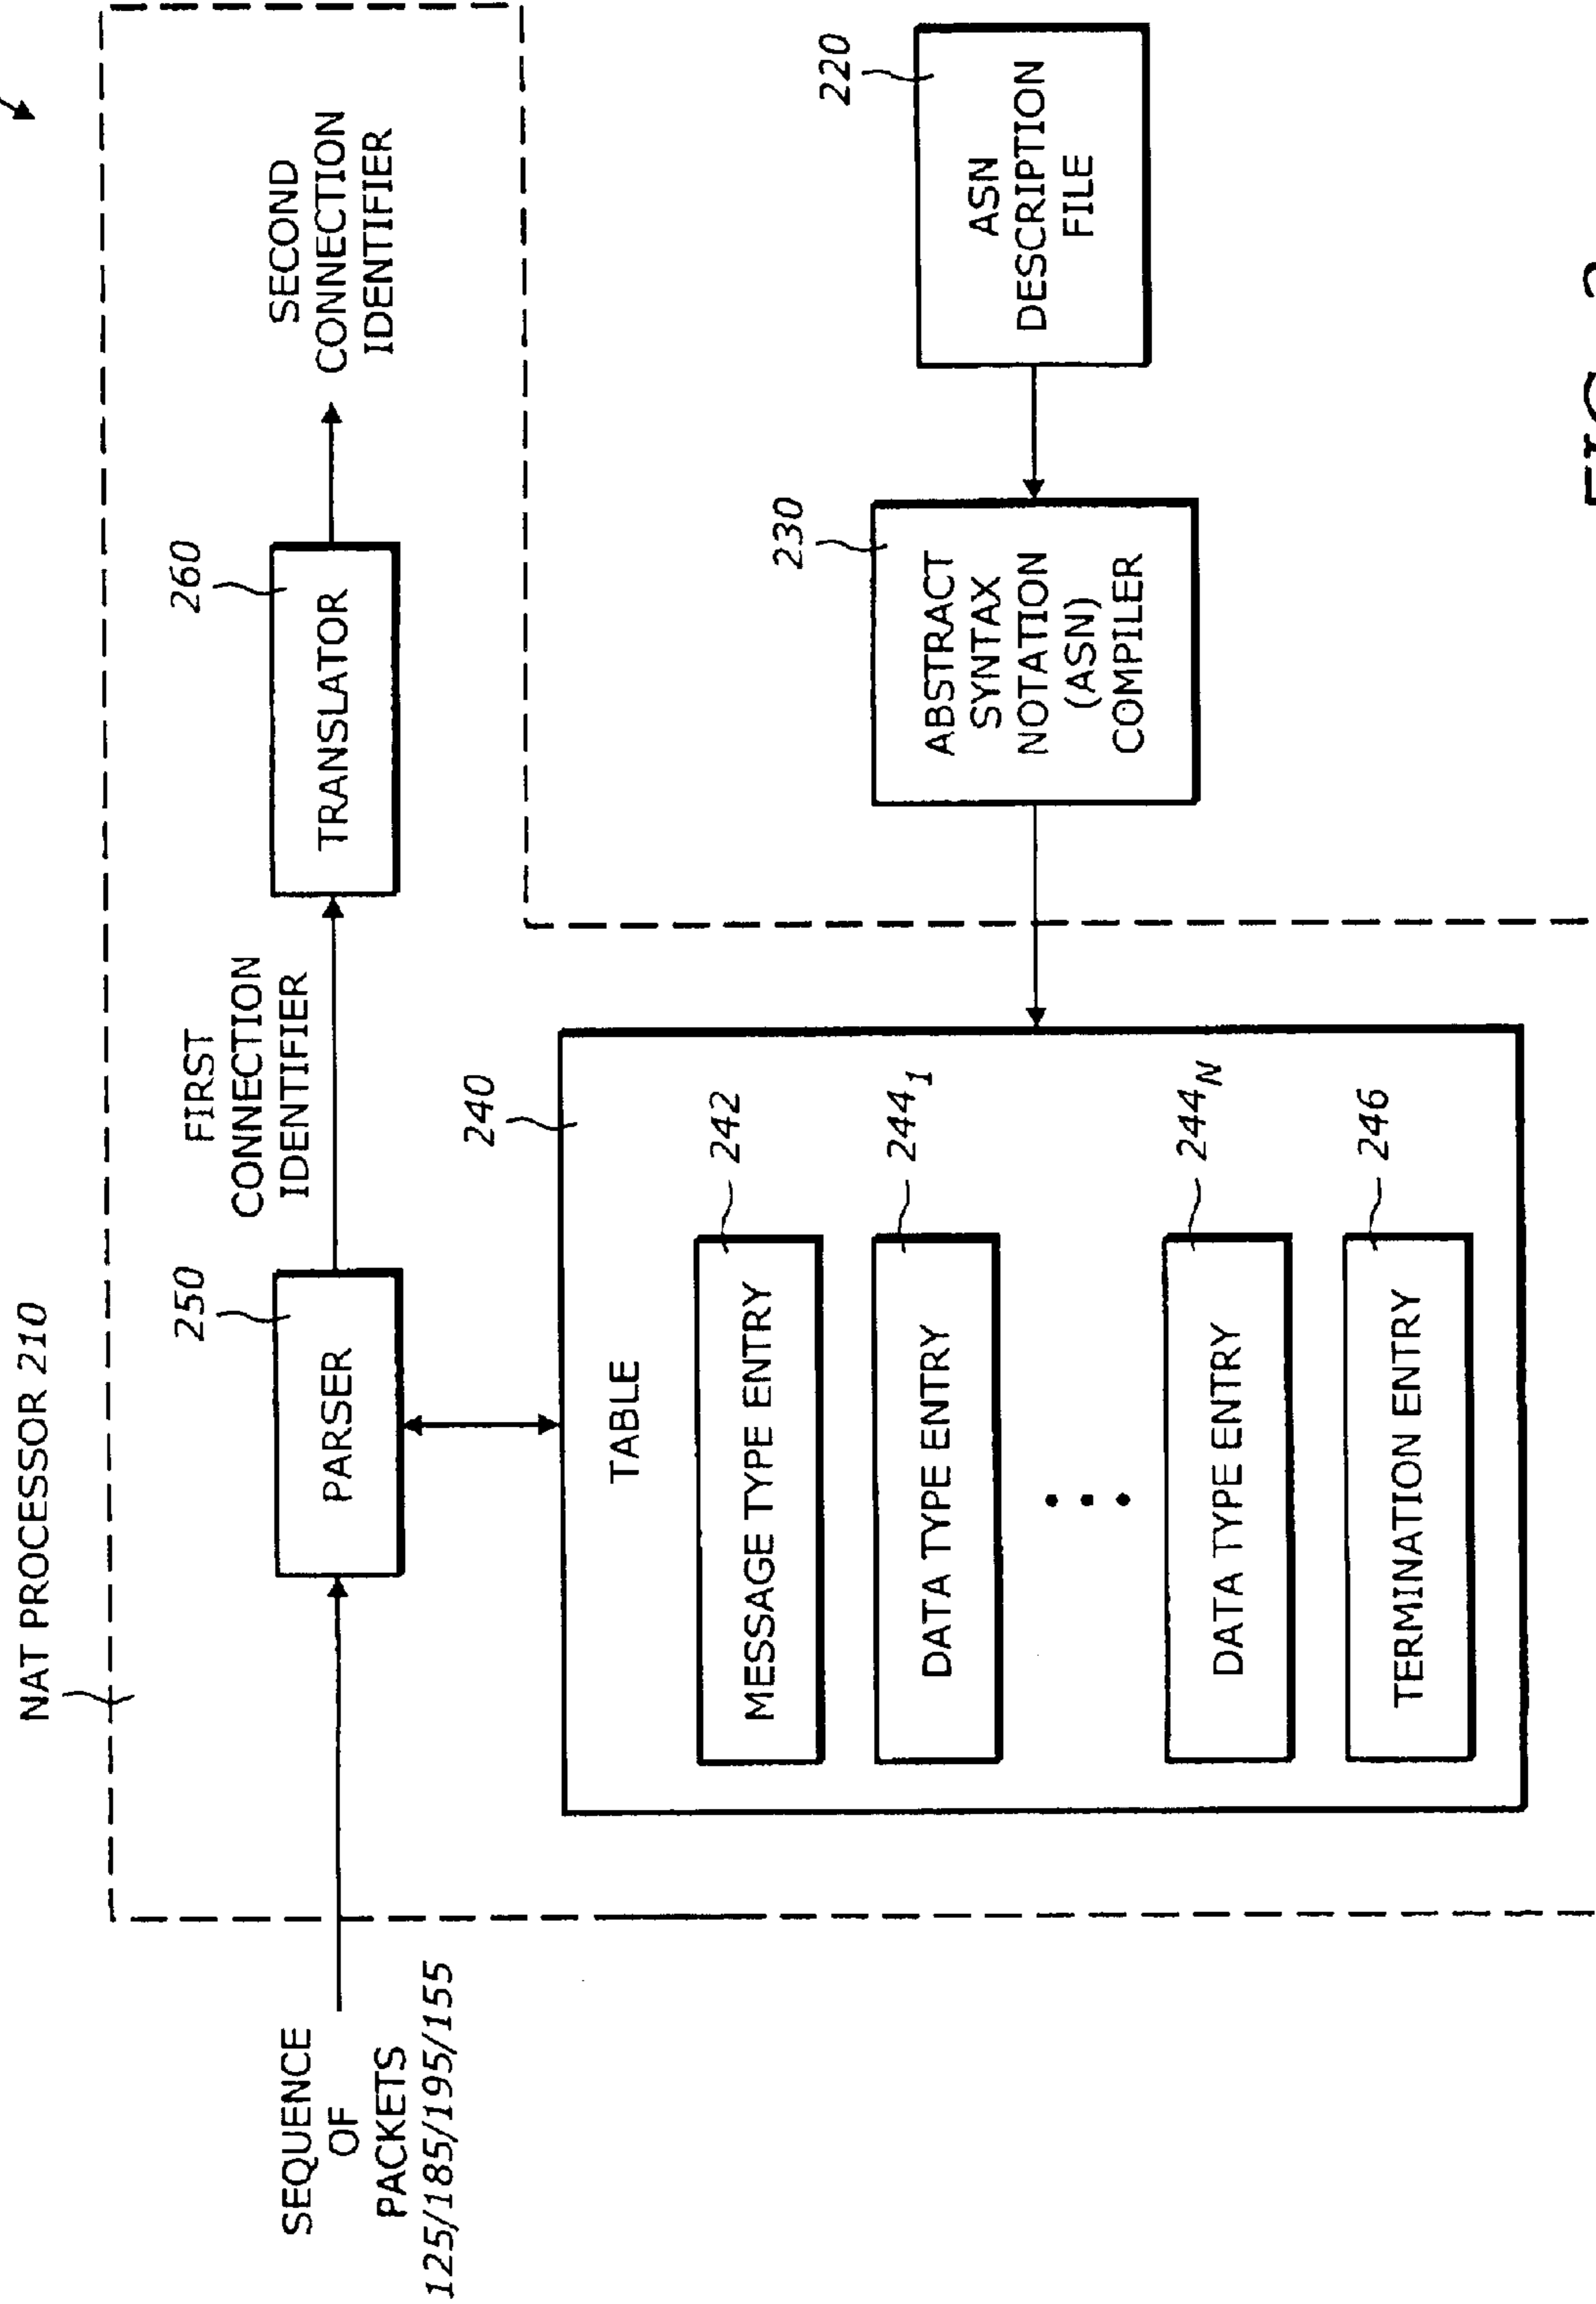 NAT PROCESSOR 210
SEQUENCE
OF
PACKETS
125/185/195/155
250
PARSER
FIRST
CONNECTION
IDENTIFIER
260
TRANSLATOR
SECOND
CONNECTION
IDENTIFIER
240
TABLE
MESSAGE TYPE ENTRY
242
DATA TYPE ENTRY
244₁
DATA TYPE ENTRY
244ₙ
TERMINATION ENTRY
246
230
ABSTRACT
SYNTAX
NOTATION
(ASN)
COMPILER
220
ASN
DESCRIPTION
FILE